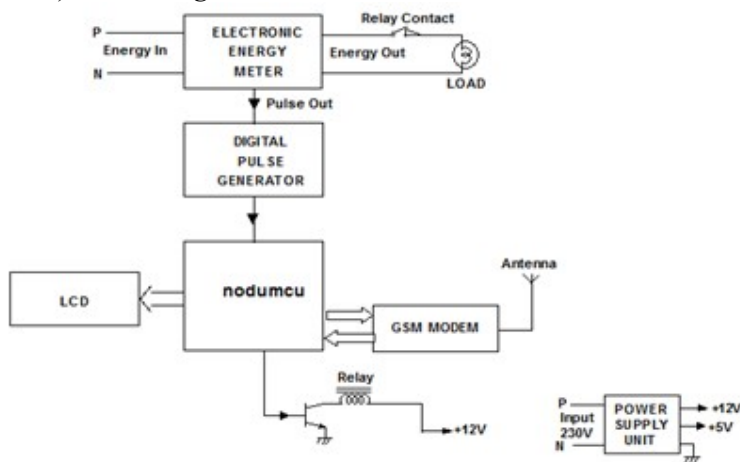 P
Energy In
N
ELECTRONIC
ENERGY
METER
Relay Contact
Energy Out
LOAD
Pulse Out
DIGITAL
PULSE
GENERATOR
LCD
nodumcu
GSM MODEM
Antenna
Relay
+12V
P
Input
230V
N
POWER
SUPPLY
UNIT
+12V
+5V